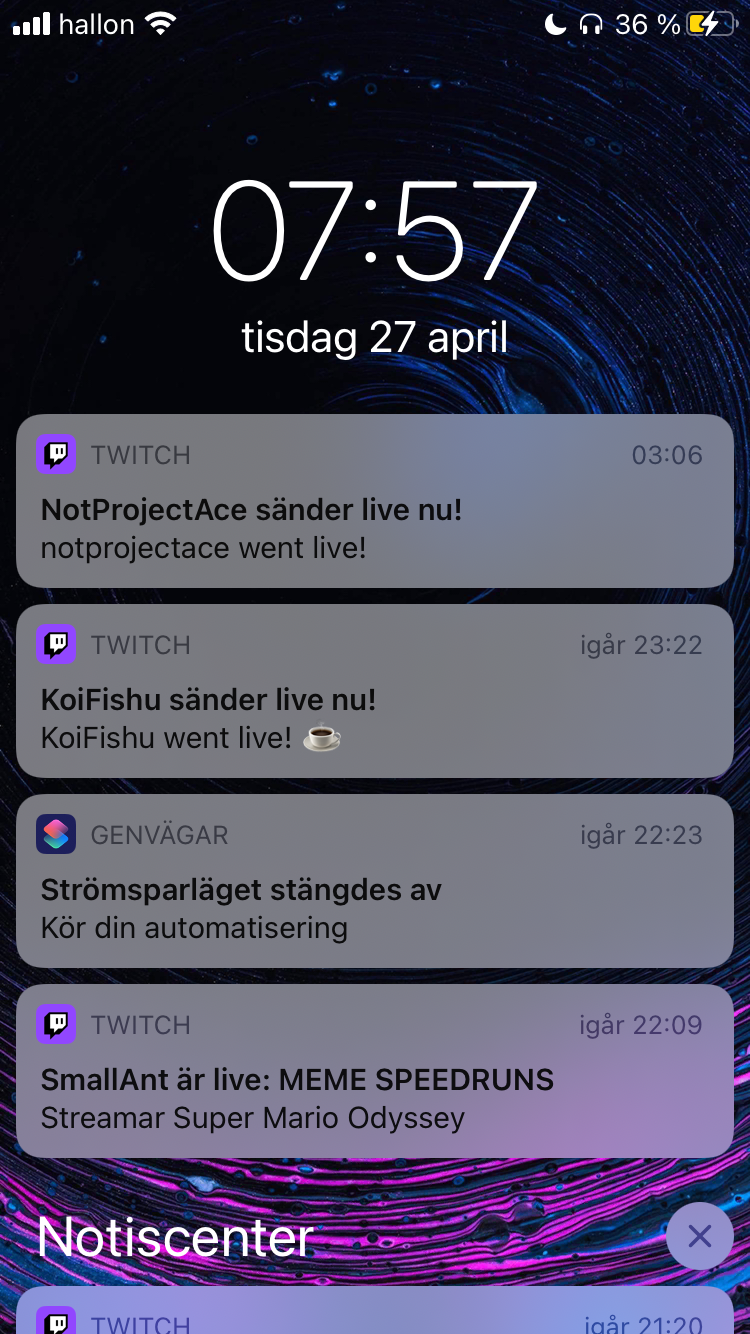 hallon 36 %
07:57
tisdag 27 april
TWITCH 03:06
NotProjectAce sänder live nu!
notprojectace went live!
TWITCH igår 23:22
KoiFishu sänder live nu!
KoiFishu went live! ☕
GENVÄGAR igår 22:23
Strömsparläget stängdes av
Kör din automatisering
TWITCH igår 22:09
SmallAnt är live: MEME SPEEDRUNS
Streamar Super Mario Odyssey
Notiscenter
TWITCH igår 21:20